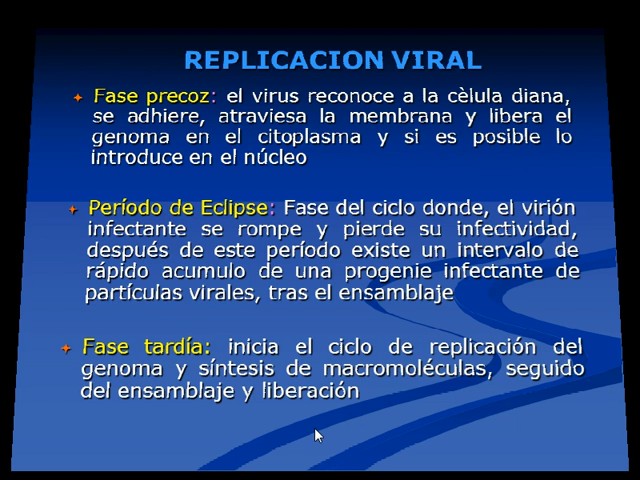 REPLICACION VIRAL
Fase precoz: el virus reconoce a la cèlula diana,
se adhiere, atraviesa la membrana y libera el
genoma en el citoplasma y si es posible lo
introduce en el núcleo
Período de Eclipse: Fase del ciclo donde, el virión
infectante se rompe y pierde su infectividad,
después de este período existe un intervalo de
rápido acumulo de una progenie infectante de
partículas virales, tras el ensamblaje
Fase tardía: inicia el ciclo de replicación del
genoma y síntesis de macromoléculas, seguido
del ensamblaje y liberación